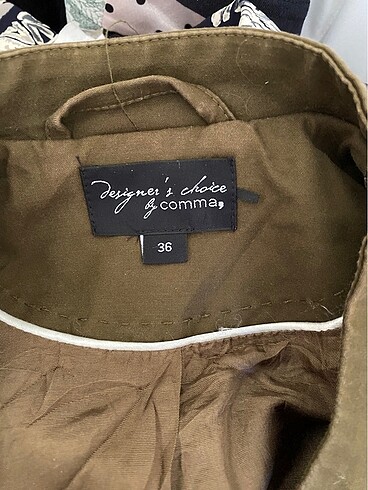 designer's choice
by comma,
36